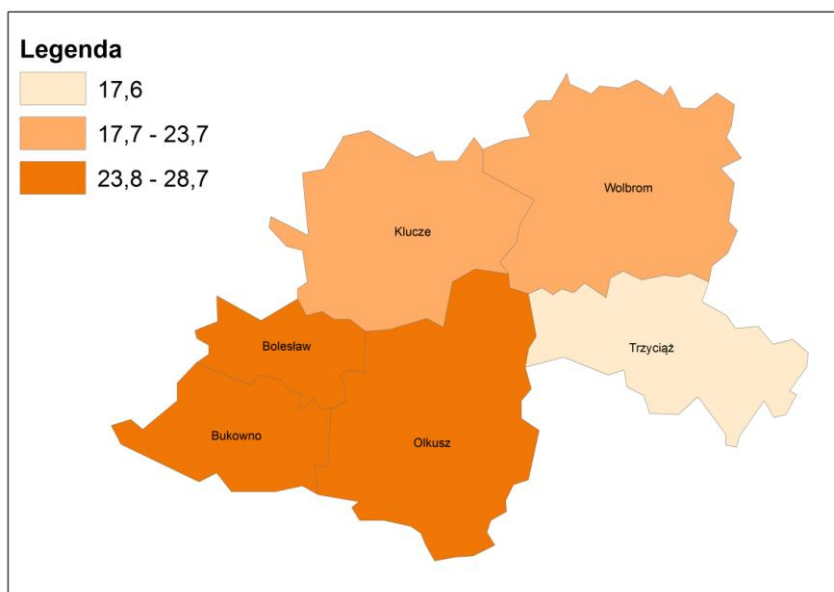 Legenda
17,6
17,7 - 23,7
23,8 - 28,7
Wolbrom
Klucze
Trzyciąż
Bolesław
Bukowno
Olkusz